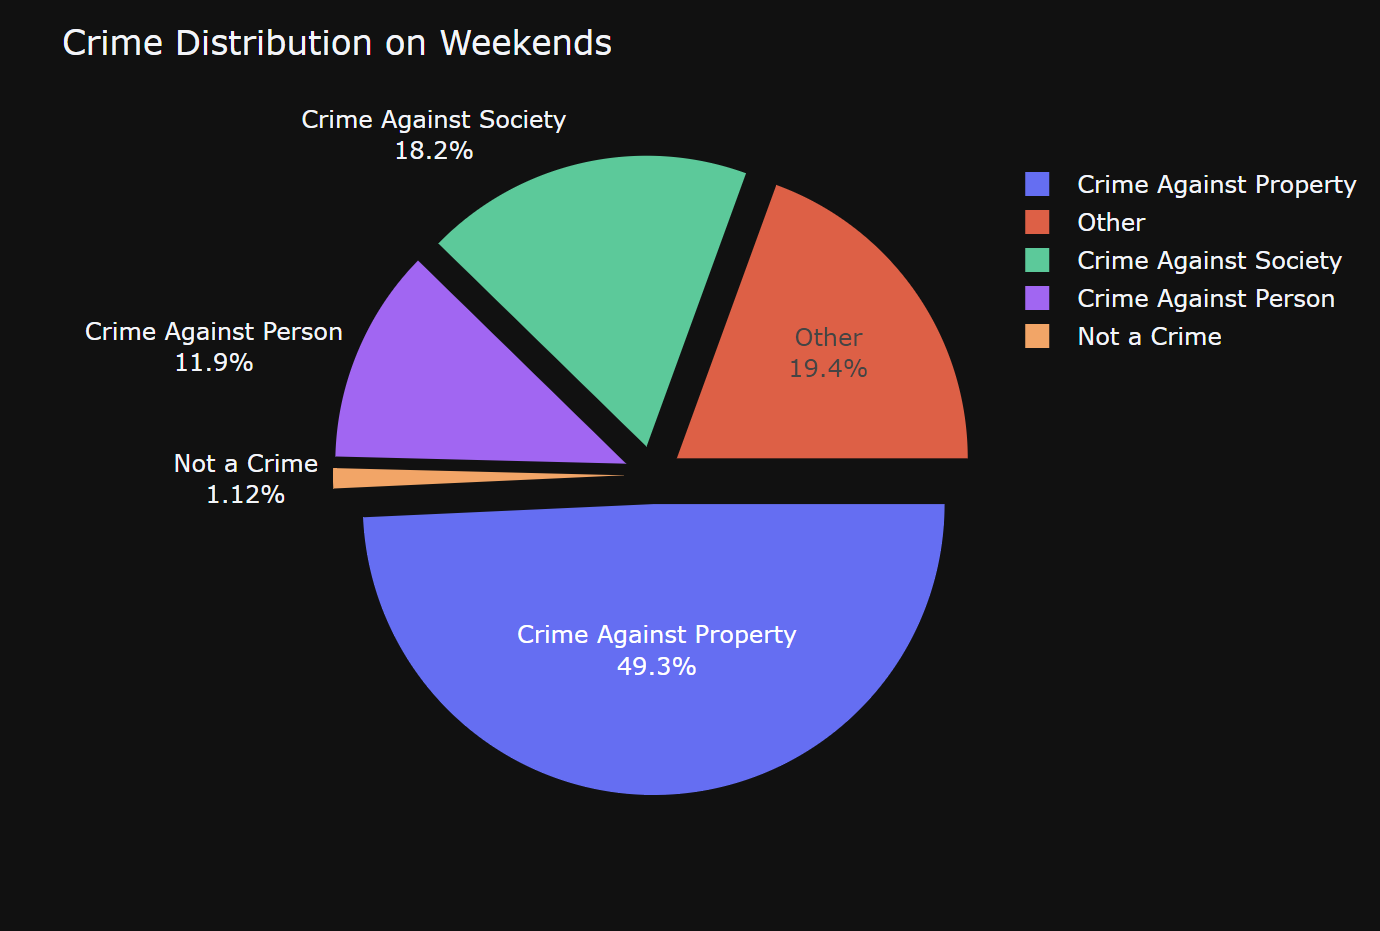 Crime Distribution on Weekends
Crime Against Society
18.2%
Crime Against Property
Other
Crime Against Society
Crime Against Person
Not a Crime
Other
19.4%
Crime Against Person
11.9%
Not a Crime
1.12%
Crime Against Property
49.3%